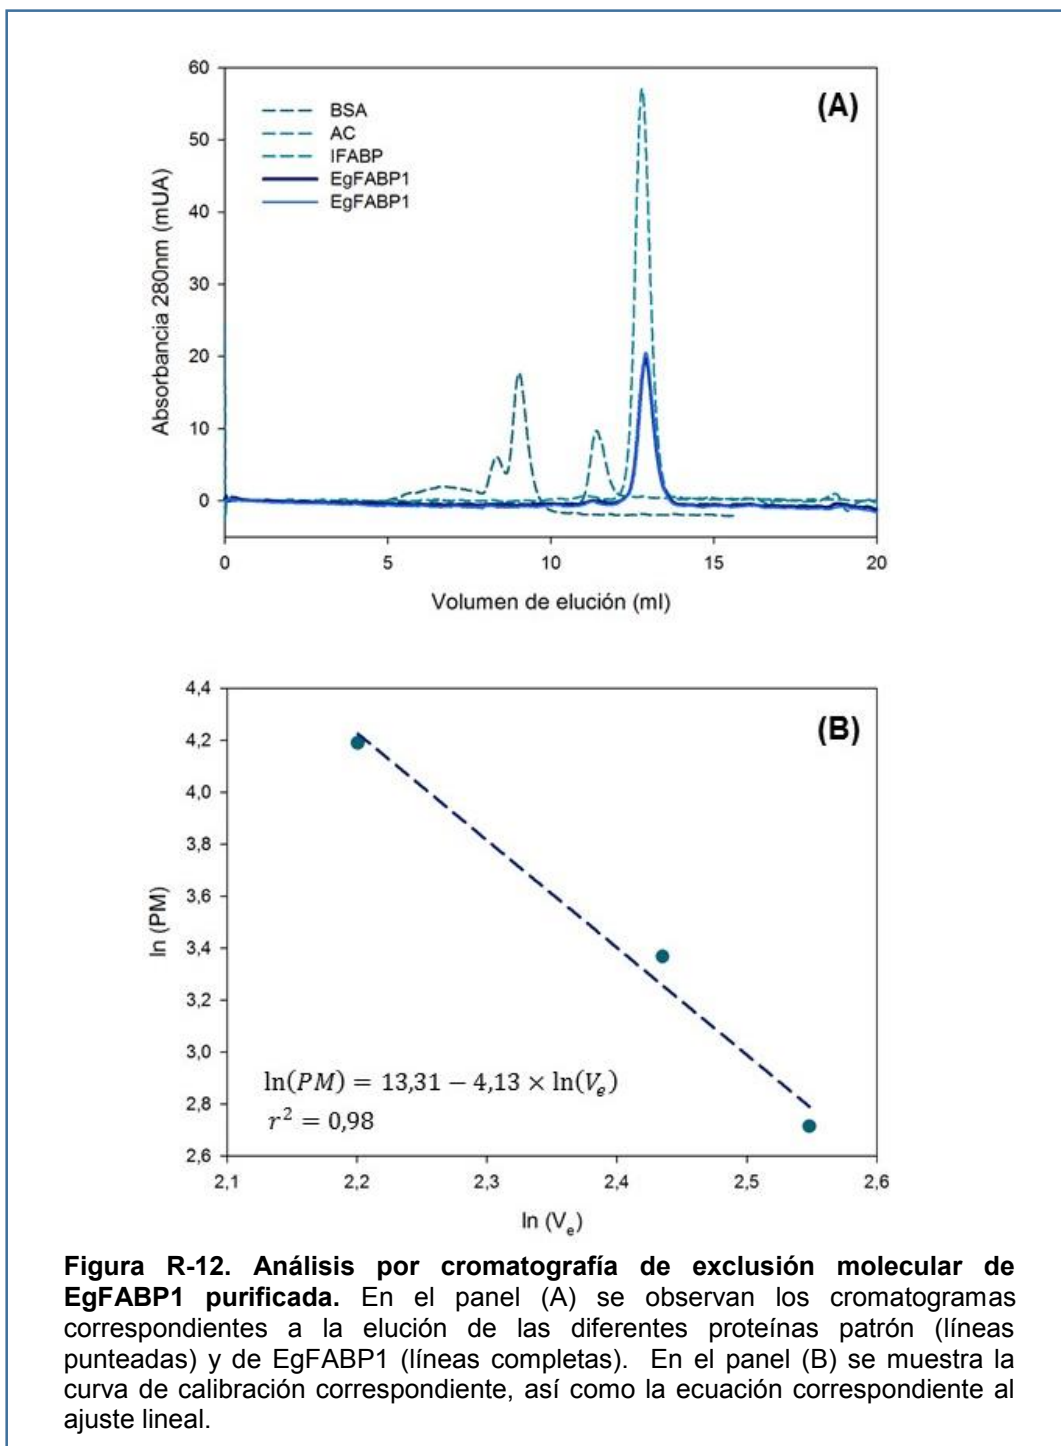 (A)
60
50
40
30
20
10
0
Absorbancia 280nm (mUA)
BSA
AC
IFABP
EgFABP1
EgFABP1
0 5 10 15 20
Volumen de elución (ml)
(B)
4,4
4,2
4,0
3,8
3,6
3,4
3,2
3,0
2,8
2,6
ln (PM)
ln(PM) = 13,31 − 4,13 × ln(Vₑ)
r² = 0,98
2,1 2,2 2,3 2,4 2,5 2,6
ln (Vₑ)
Figura R-12. Análisis por cromatografía de exclusión molecular de
EgFABP1 purificada. En el panel (A) se observan los cromatogramas
correspondientes a la elución de las diferentes proteínas patrón (líneas
punteadas) y de EgFABP1 (líneas completas). En el panel (B) se muestra la
curva de calibración correspondiente, así como la ecuación correspondiente al
ajuste lineal.